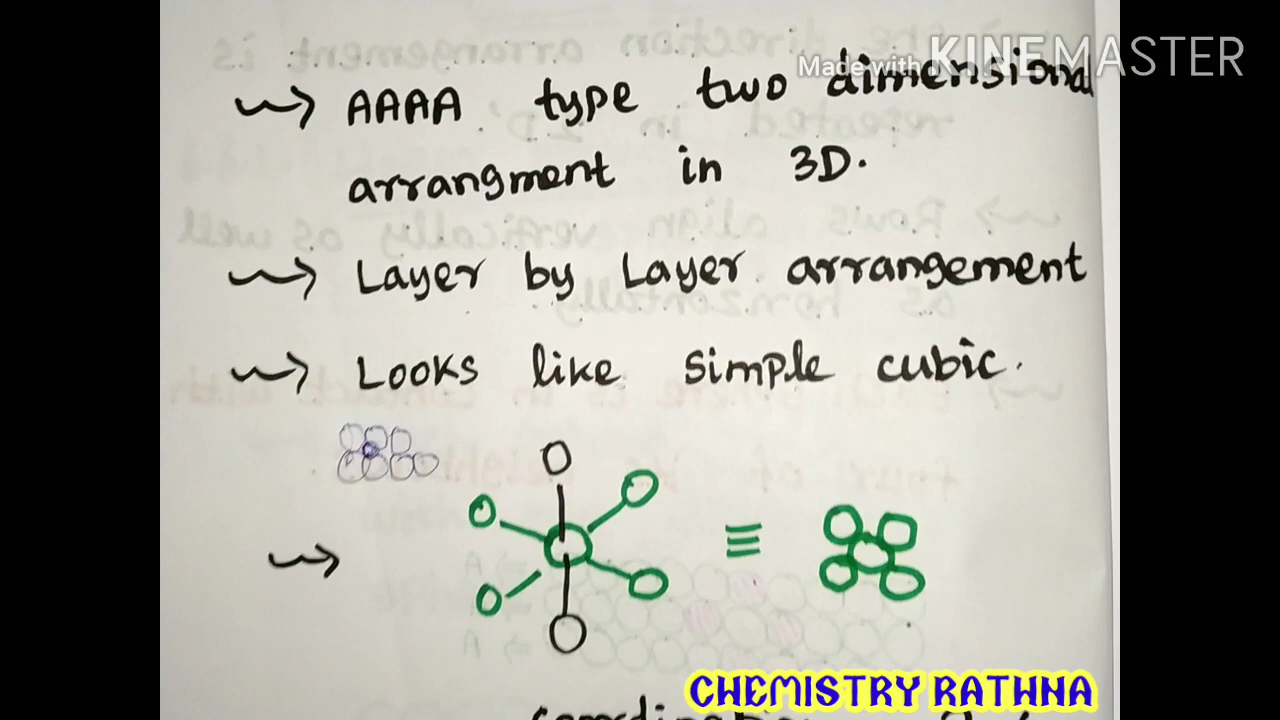 Made with KINEMASTER
⇝ AAAA type two dimensional
arrangment in 3D.
⇝ Layer by Layer arrangement
⇝ Looks like simple cubic.
⇝ ≡
CHEMISTRY RATHNA